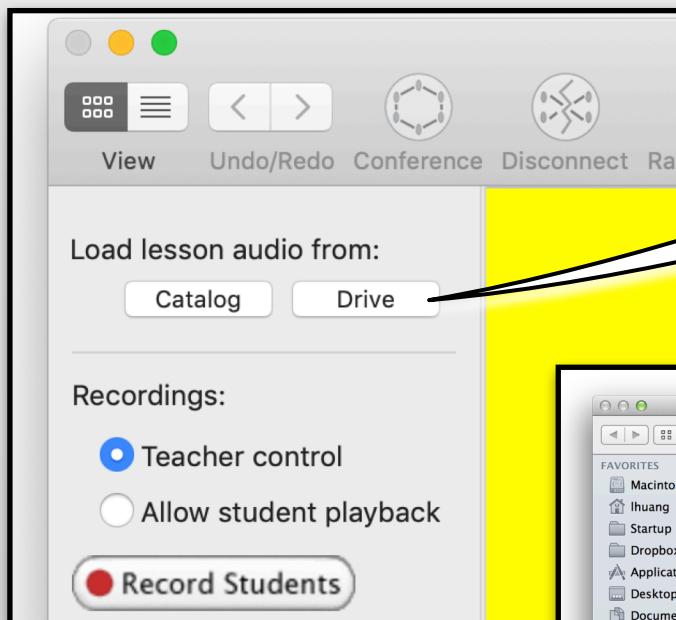 View Undo/Redo Conference Disconnect
Load lesson audio from:
Catalog Drive
Recordings:
Teacher control
Allow student playback
Record Students
FAVORITES
lhuang
Startup